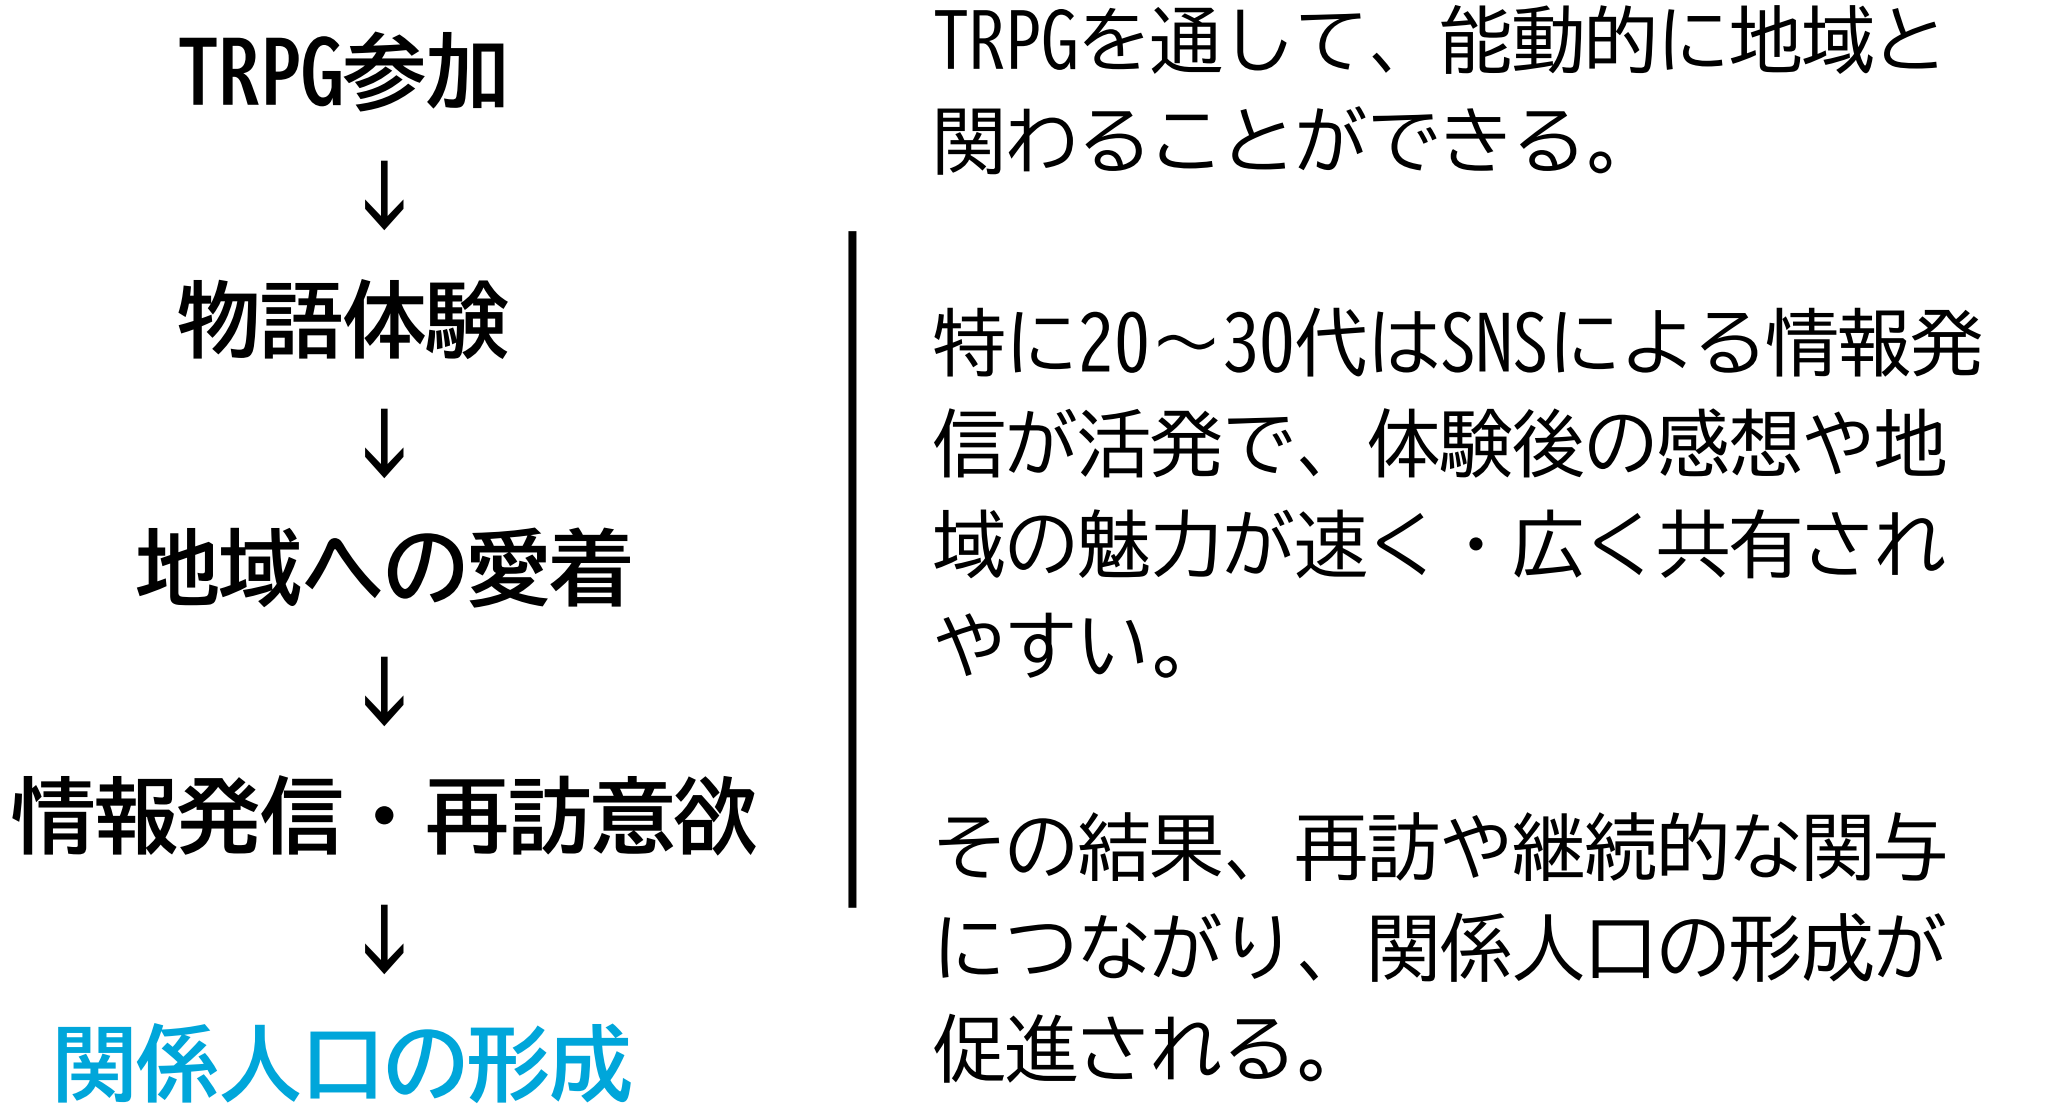 TRPG参加
↓
物語体験
↓
地域への愛着
↓
情報発信・再訪意欲
↓
関係人口の形成
TRPGを通して、能動的に地域と
関わることができる。
特に20～30代はSNSによる情報発
信が活発で、体験後の感想や地
域の魅力が速く・広く共有され
やすい。
その結果、再訪や継続的な関与
につながり、関係人口の形成が
促進される。